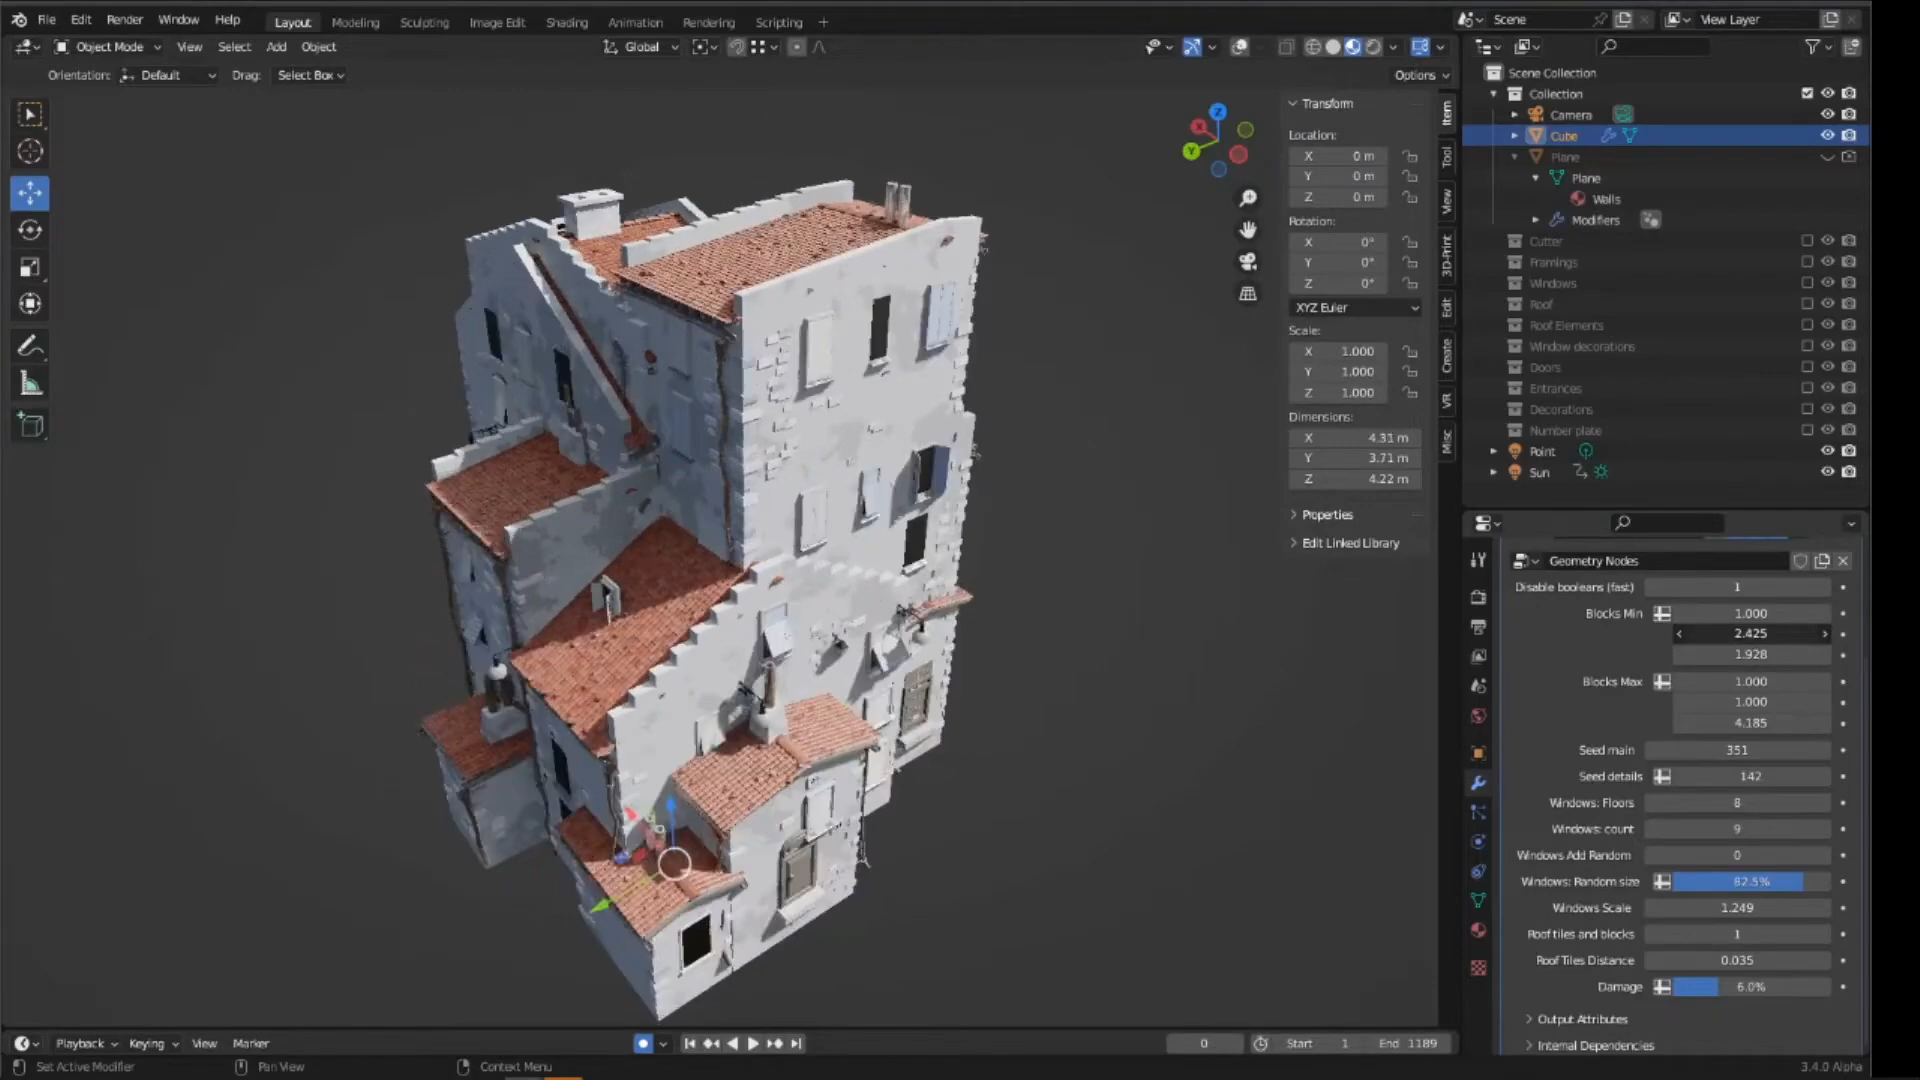 File Edit Render Window Help Layout Modeling Sculpting Image Edit Shading Animation Rendering Scripting + Scene View Layer
Object Mode View Select Add Object Global
Orientation: Default Drag: Select Box Options
Scene Collection
Collection
Camera
Cube
Plane
Plane
Walls
Modifiers
Cutter
Framings
Windows
Roof
Roof Elements
Window decorations
Doors
Entrances
Decorations
Number plate
Point
Sun
Z
X
Y
Transform
Location:
X 0 m
Y 0 m
Z 0 m
Rotation:
X 0°
Y 0°
Z 0°
XYZ Euler
Scale:
X 1.000
Y 1.000
Z 1.000
Dimensions:
X 4.31 m
Y 3.71 m
Z 4.22 m
Properties
Edit Linked Library
Item
Tool
View
3D-Print
Edit
Create
VR
Misc
Geometry Nodes
Disable booleans (fast) 1
Blocks Min 1.000
2.425
1.928
Blocks Max 1.000
1.000
4.185
Seed main 351
Seed details 142
Windows: Floors 8
Windows: count 9
Windows Add Random 0
Windows: Random size 82.5%
Windows Scale 1.249
Roof tiles and blocks 1
Roof Tiles Distance 0.035
Damage 6.0%
Output Attributes
Internal Dependencies
Playback Keying View Marker 0 Start 1 End 1189
Set Active Modifier Pan View Context Menu 3.4.0 Alpha